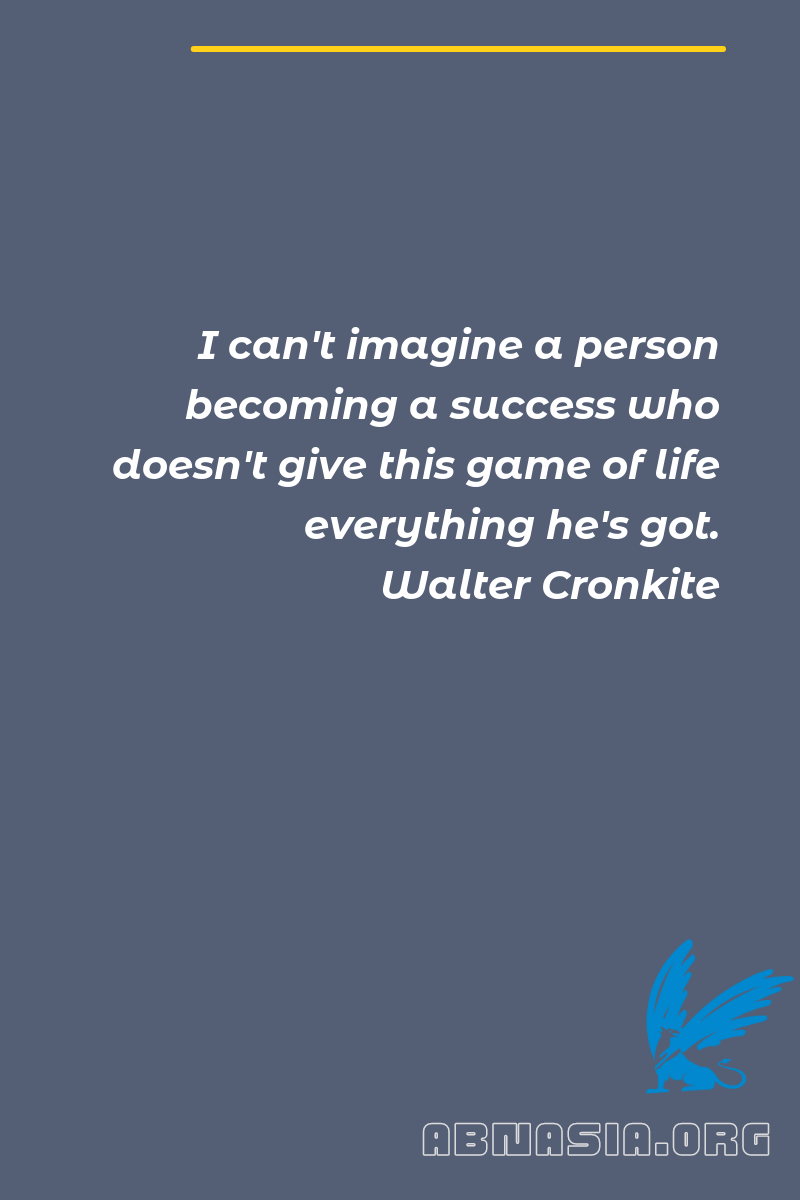 I can't imagine a person
becoming a success who
doesn't give this game of life
everything he's got.
Walter Cronkite
ABNASIA.ORG